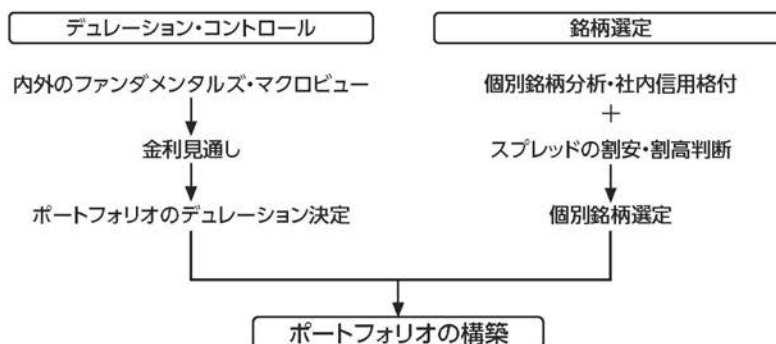 デュレーション・コントロール
内外のファンダメンタルズ・マクロビュー
金利見通し
ポートフォリオのデュレーション決定
銘柄選定
個別銘柄分析・社内信用格付
+
スプレッドの割安・割高判断
個別銘柄選定
ポートフォリオの構築